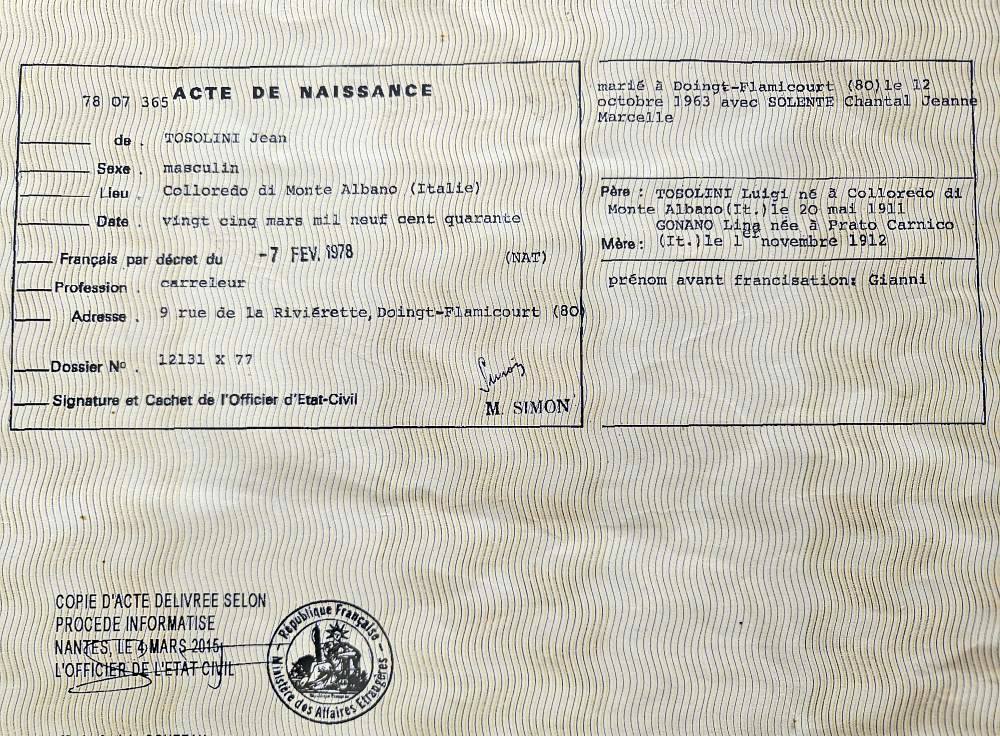 78 07 365 ACTE DE NAISSANCE
de . TOSOLINI Jean
Sexe . masculin
Lieu . Colloredo di Monte Albano (Italie)
Date . vingt cinq mars mil neuf cent quarante
Français par décret du -7 FEV. 1978 (NAT)
Profession . carreleur
Adresse . 9 rue de la Riviérette, Doingt-Flamicourt (80)
Dossier No . 12131 X 77
Signature et Cachet de l'Officier d'Etat-Civil
Simon
M. SIMON
marié à Doingt-Flamicourt (80) le 12
octobre 1963 avec SOLENTE Chantal Jeanne
Marcelle
Père : TOSOLINI Luigi né à Colloredo di
Monte Albano (It.) le 20 mai 1911
GONANO Lina née à Prato Carnico
Mère : (It.) le 1er novembre 1912
prénom avant francisation: Gianni
COPIE D'ACTE DELIVREE SELON
PROCEDE INFORMATISE
NANTES, LE 4 MARS 2015
L'OFFICIER DE L'ETAT CIVIL
République Française
Ministère des Affaires Etrangères